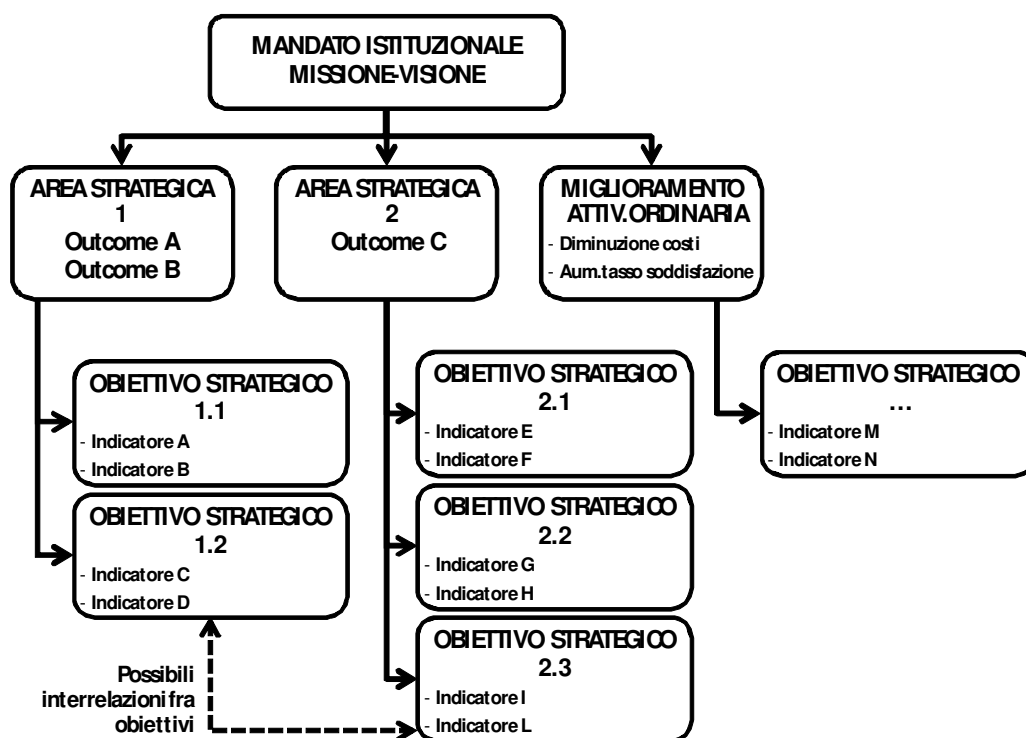 MANDATO ISTITUZIONALE
MISSIONE-VISIONE
AREA STRATEGICA
1
Outcome A
Outcome B
AREA STRATEGICA
2
Outcome C
MIGLIORAMENTO
ATTIV.ORDINARIA
- Diminuzione costi
- Aum.tasso soddisfazione
OBIETTIVO STRATEGICO
1.1
- Indicatore A
- Indicatore B
OBIETTIVO STRATEGICO
1.2
- Indicatore C
- Indicatore D
OBIETTIVO STRATEGICO
2.1
- Indicatore E
- Indicatore F
OBIETTIVO STRATEGICO
2.2
- Indicatore G
- Indicatore H
OBIETTIVO STRATEGICO
2.3
- Indicatore I
- Indicatore L
OBIETTIVO STRATEGICO
...
- Indicatore M
- Indicatore N
Possibili
interrelazioni fra
obiettivi